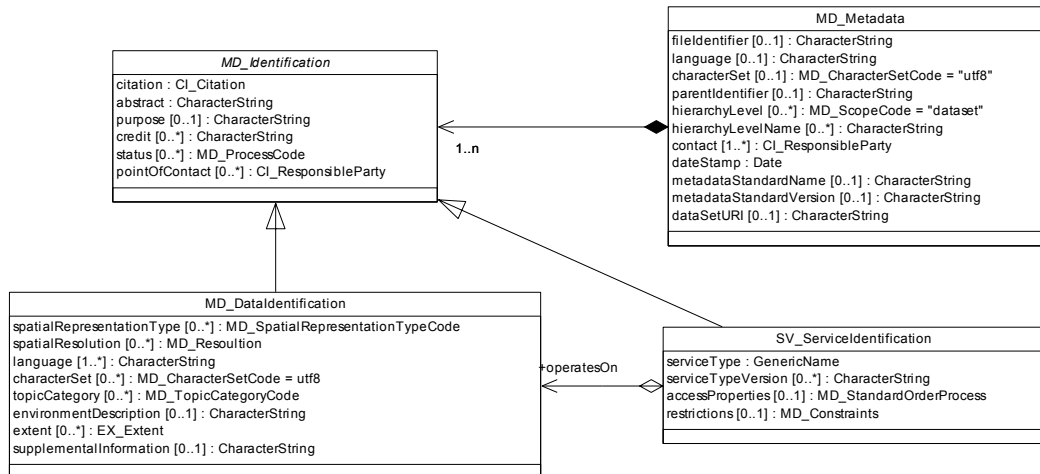 MD_Metadata
fileIdentifier [0..1] : CharacterString
language [0..1] : CharacterString
characterSet [0..1] : MD_CharacterSetCode = "utf8"
parentIdentifier [0..1] : CharacterString
hierarchyLevel [0..*] : MD_ScopeCode = "dataset"
hierarchyLevelName [0..*] : CharacterString
contact [1..*] : CI_ResponsibleParty
dateStamp : Date
metadataStandardName [0..1] : CharacterString
metadataStandardVersion [0..1] : CharacterString
dataSetURI [0..1] : CharacterString
MD_Identification
citation : CI_Citation
abstract : CharacterString
purpose [0..1] : CharacterString
credit [0..*] : CharacterString
status [0..*] : MD_ProcessCode
pointOfContact [0..*] : CI_ResponsibleParty
1..n
MD_DataIdentification
spatialRepresentationType [0..*] : MD_SpatialRepresentationTypeCode
spatialResolution [0..*] : MD_Resoultion
language [1..*] : CharacterString
characterSet [0..*] : MD_CharacterSetCode = utf8
topicCategory [0..*] : MD_TopicCategoryCode
environmentDescription [0..1] : CharacterString
extent [0..*] : EX_Extent
supplementalInformation [0..1] : CharacterString
+operatesOn
SV_ServiceIdentification
serviceType : GenericName
serviceTypeVersion [0..*] : CharacterString
accessProperties [0..1] : MD_StandardOrderProcess
restrictions [0..1] : MD_Constraints